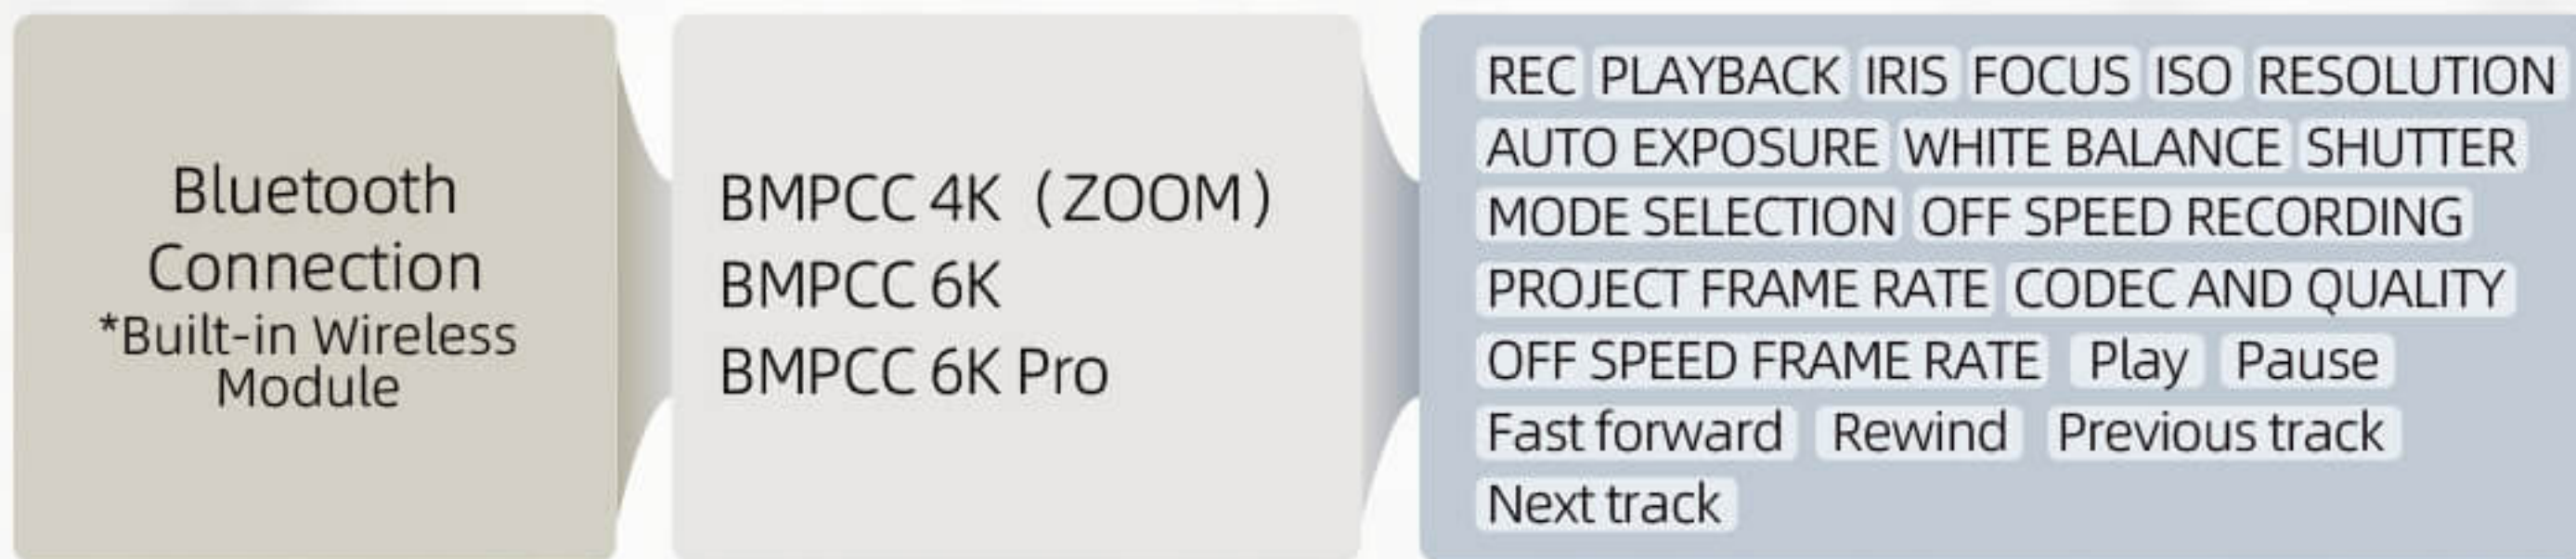 Bluetooth
Connection
*Built-in Wireless
Module
BMPCC 4K（ZOOM）
BMPCC 6K
BMPCC 6K Pro
REC PLAYBACK IRIS FOCUS ISO RESOLUTION
AUTO EXPOSURE WHITE BALANCE SHUTTER
MODE SELECTION OFF SPEED RECORDING
PROJECT FRAME RATE CODEC AND QUALITY
OFF SPEED FRAME RATE Play Pause
Fast forward Rewind Previous track
Next track